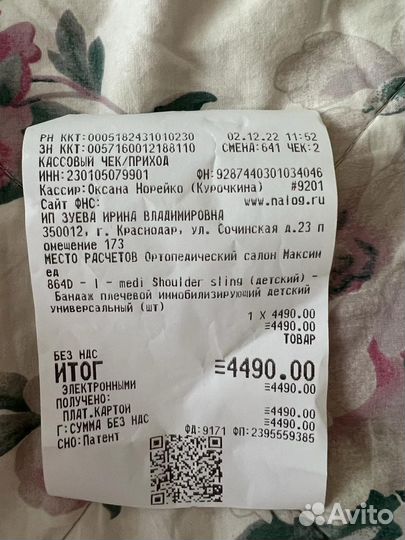 РН ККТ:0005182431010230 02.12.22 11:52
ЗН ККТ:0057160012188110 СМЕНА:641 ЧЕК:2
КАССОВЫЙ ЧЕК/ПРИХОД
ИНН:230105079901 ФН:9287440301034046
Кассир:Оксана Норейко (Курочкина) #9201
Сайт ФНС: www.nalog.ru
ИП ЗУЕВА ИРИНА ВЛАДИМИРОВНА
350012, г. Краснодар, ул. Сочинская д.23 п
омещение 173
МЕСТО РАСЧЕТОВ Ортопедический салон Максим
ед
864D - I - medi Shoulder sling (детский) -
Бандаж плечевой иммобилизирующий детский
универсальный (шт)
1 X 4490.00
≡4490.00
ТОВАР
БЕЗ НДС
ИТОГ ≡4490.00
ЭЛЕКТРОННЫМИ ≡4490.00
ПОЛУЧЕНО:
ПЛАТ.КАРТОЙ ≡4490.00
Г:СУММА БЕЗ НДС ≡4490.00
СНО:Патент ФД:9171 ФП:2395559385
Avito